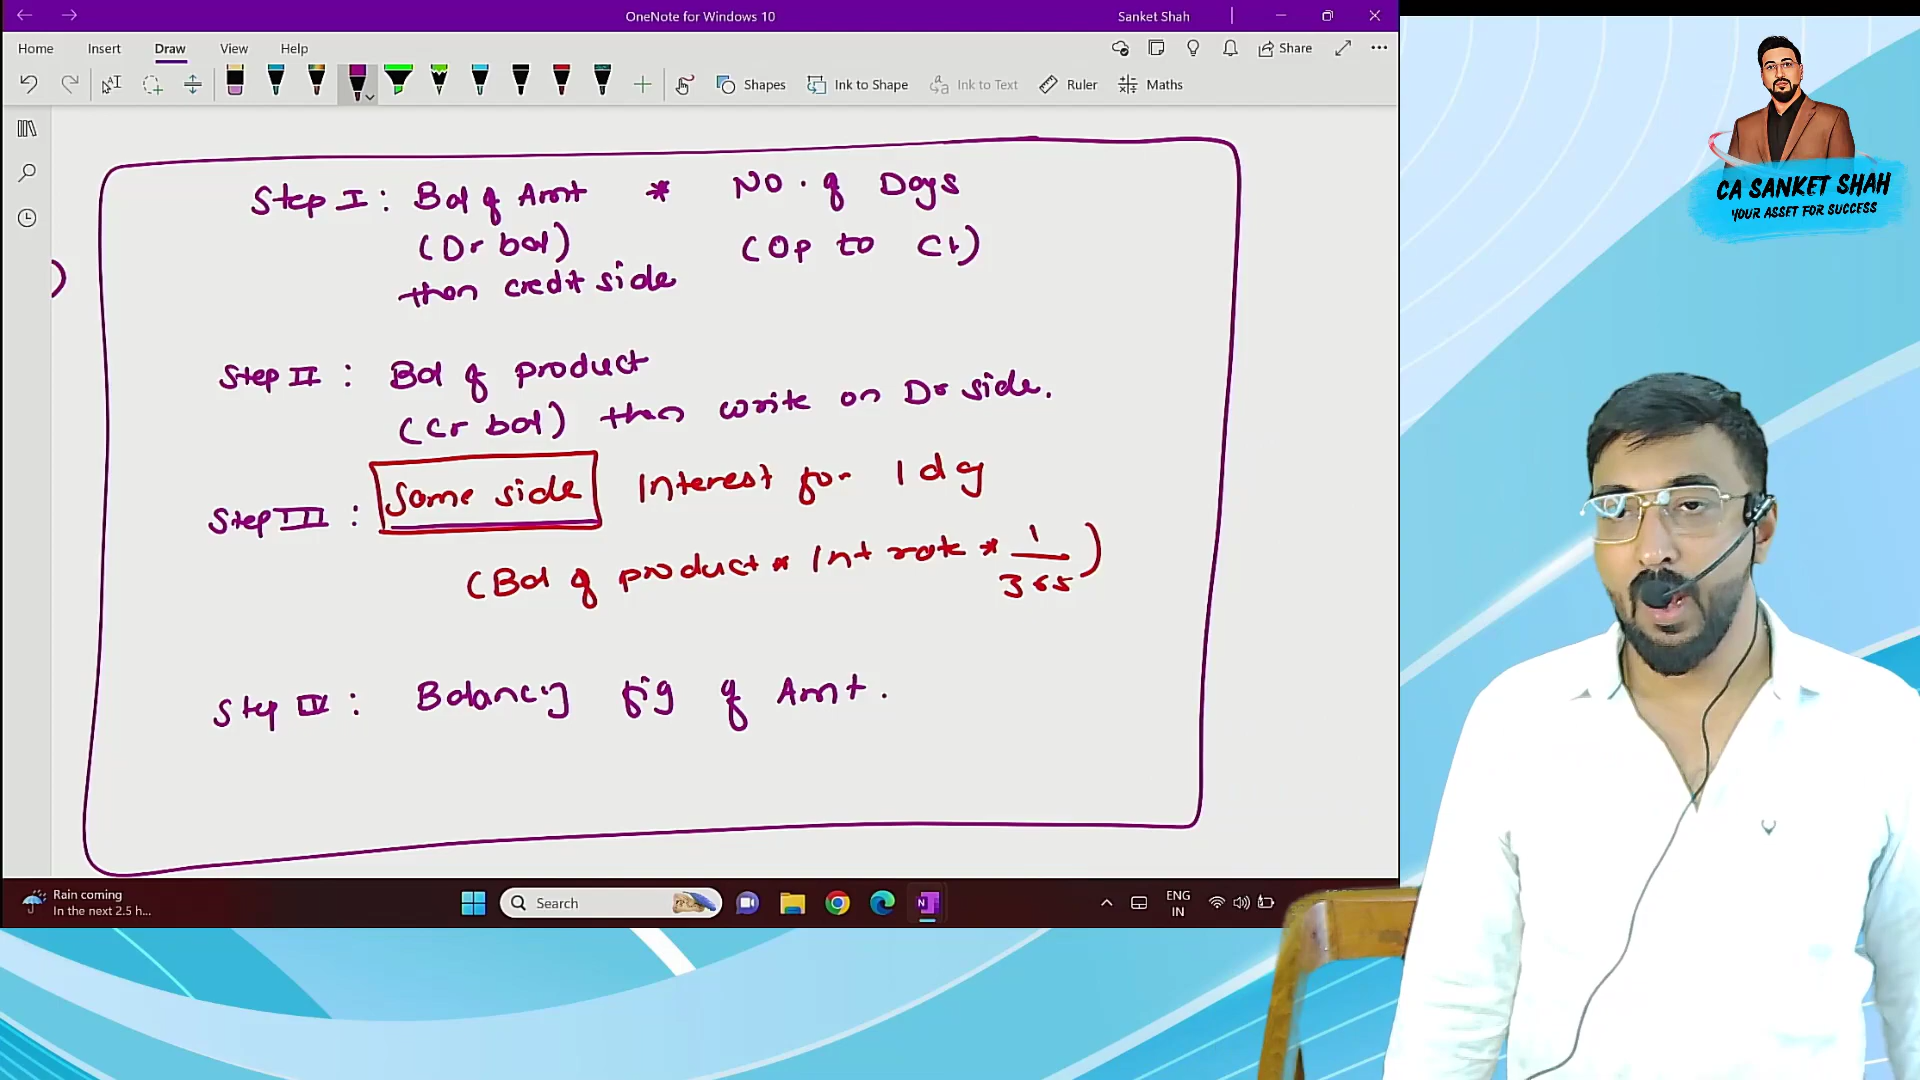 OneNote for Windows 10
Sanket Shah
Home Insert Draw View Help
Share
Shapes Ink to Shape Ink to Text Ruler Maths
CA SANKET SHAH
YOUR ASSET FOR SUCCESS
Step I : Bal of Amt * No. of Days
(Dr bal) (Op to Cl)
then credit side
Step II : Bal of product
(Cr bal) then write on Dr side.
Step III : Same side Interest for 1 day
(Bal of product * Int rate * 1/365)
Step IV : Balancing fig of Amt.
Rain coming
In the next 2.5 h...
Search
ENG
IN